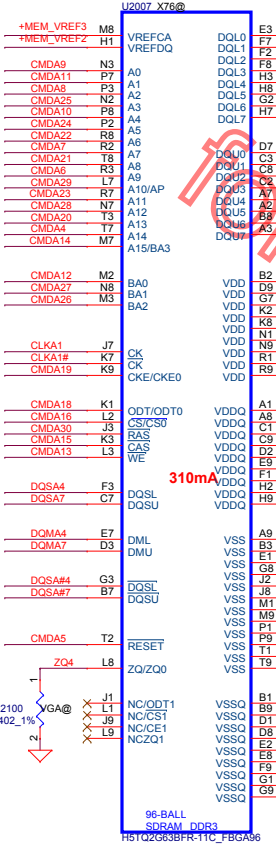 U2007 X76@
+MEM_VREF3 M8 VREFCA DQL0 E3
+MEM_VREF2 H1 VREFDQ DQL1 F7
DQL2 F2
CMDA9 N3 A0 DQL3 F8
CMDA11 P7 A1 DQL4 H3
CMDA8 P3 A2 DQL5 H8
CMDA25 N2 A3 DQL6 G2
CMDA10 P8 A4 DQL7 H7
CMDA24 P2 A5
CMDA22 R8 A6
CMDA7 R2 A7 DQU0 D7
CMDA21 T8 A8 DQU1 C3
CMDA6 R3 A9 DQU2 C8
CMDA29 L7 A10/AP DQU3 C2
CMDA23 R7 A11 DQU4 A7
CMDA28 N7 A12 DQU5 A2
CMDA20 T3 A13 DQU6 B8
CMDA4 T7 A14 DQU7 A3
CMDA14 M7 A15/BA3
CMDA12 M2 BA0 VDD B2
CMDA27 N8 BA1 VDD D9
CMDA26 M3 BA2 VDD G7
VDD K2
VDD K8
VDD N1
CLKA1 J7 CK VDD N9
CLKA1# K7 CK VDD R1
CMDA19 K9 CKE/CKE0 VDD R9
CMDA18 K1 ODT/ODT0 VDDQ A1
CMDA16 L2 CS/CS0 VDDQ A8
CMDA30 J3 RAS VDDQ C1
CMDA15 K3 CAS VDDQ C9
CMDA13 L3 WE VDDQ D2
VDDQ E9
310mA VDDQ F1
DQSA4 F3 DQSL VDDQ H2
DQSA7 C7 DQSU VDDQ H9
DQMA4 E7 DML VSS A9
DQMA7 D3 DMU VSS B3
VSS E1
VSS G8
DQSA#4 G3 DQSL VSS J2
DQSA#7 B7 DQSU VSS J8
VSS M1
VSS M9
VSS P1
CMDA5 T2 RESET VSS P9
VSS T1
ZQ4 L8 ZQ/ZQ0 VSS T9
1
J1 NC/ODT1 VSSQ B1
2100 VGA@ L1 NC/CS1 VSSQ B9
402_1% J9 NC/CE1 VSSQ D1
2 L9 NCZQ1 VSSQ D8
VSSQ E2
VSSQ E8
VSSQ F9
VSSQ G1
VSSQ G9
96-BALL
SDRAM DDR3
H5TQ2G63BFR-11C_FBGA96